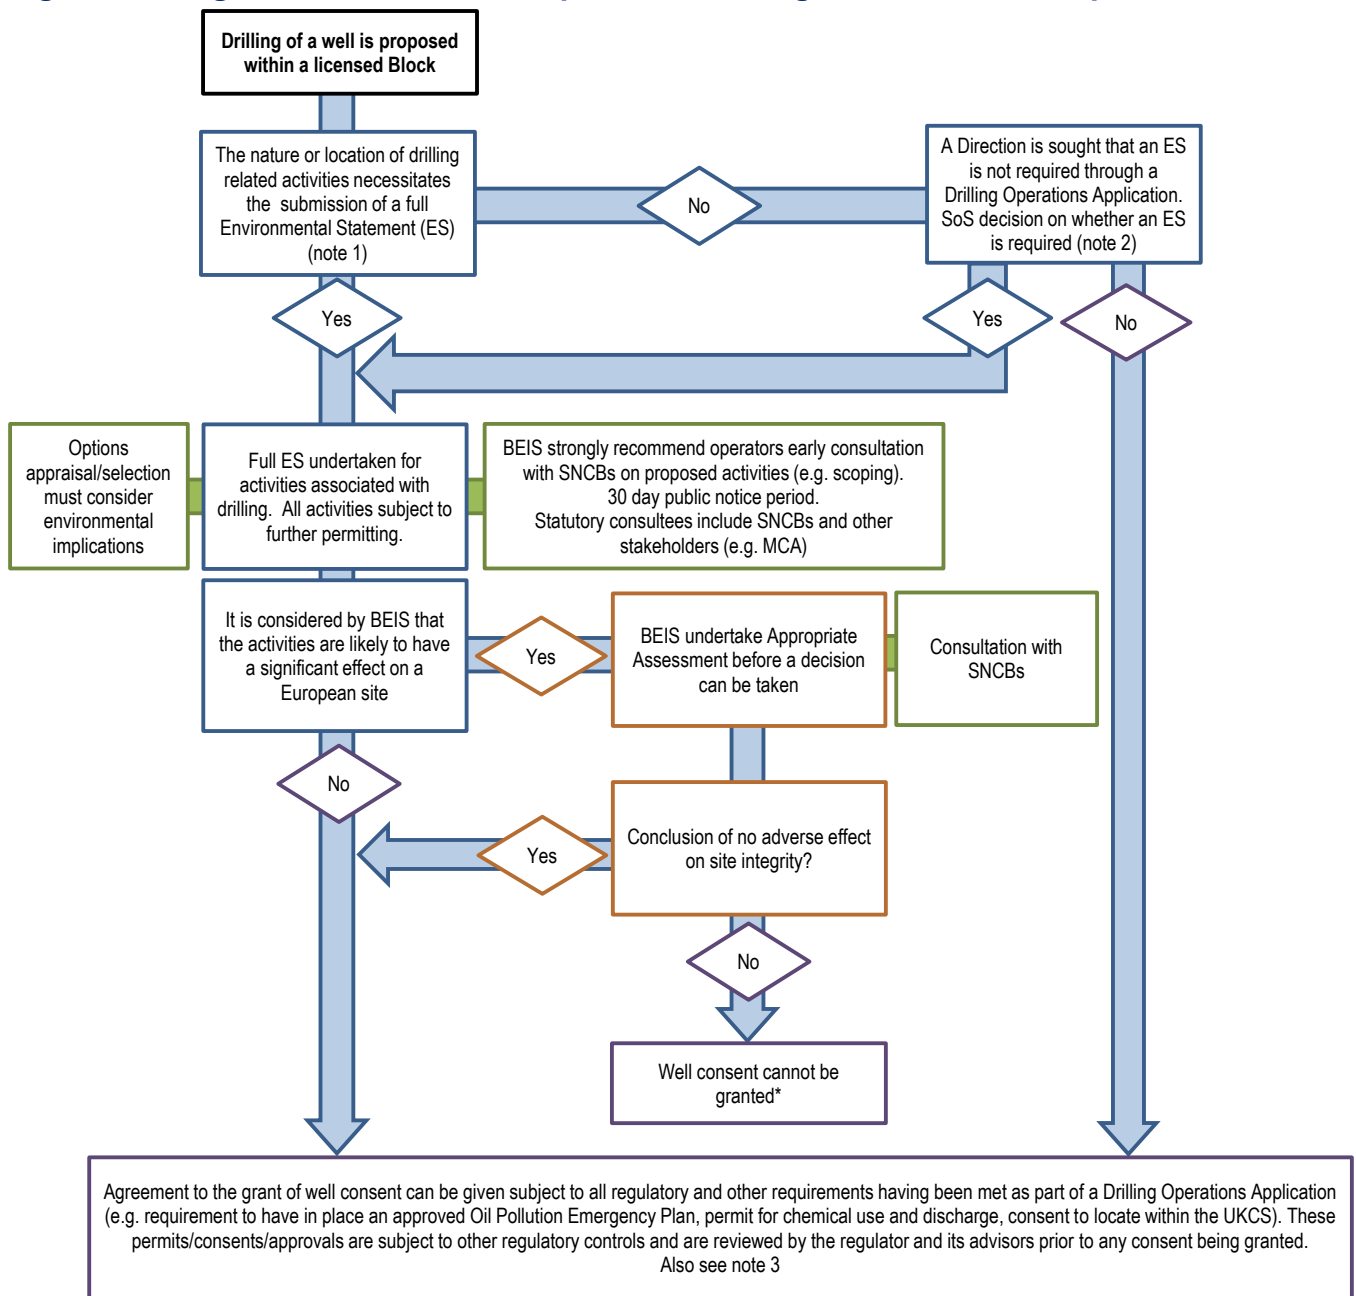 Drilling of a well is proposed
within a licensed Block
The nature or location of drilling
related activities necessitates
the submission of a full
Environmental Statement (ES)
(note 1)
No
A Direction is sought that an ES
is not required through a
Drilling Operations Application.
SoS decision on whether an ES
is required (note 2)
Yes
Yes
No
Options
appraisal/selection
must consider
environmental
implications
Full ES undertaken for
activities associated with
drilling. All activities subject to
further permitting.
BEIS strongly recommend operators early consultation
with SNCBs on proposed activities (e.g. scoping).
30 day public notice period.
Statutory consultees include SNCBs and other
stakeholders (e.g. MCA)
It is considered by BEIS that
the activities are likely to have
a significant effect on a
European site
Yes
BEIS undertake Appropriate
Assessment before a decision
can be taken
Consultation with
SNCBs
No
Yes
Conclusion of no adverse effect
on site integrity?
No
Well consent cannot be
granted*
Agreement to the grant of well consent can be given subject to all regulatory and other requirements having been met as part of a Drilling Operations Application
(e.g. requirement to have in place an approved Oil Pollution Emergency Plan, permit for chemical use and discharge, consent to locate within the UKCS). These
permits/consents/approvals are subject to other regulatory controls and are reviewed by the regulator and its advisors prior to any consent being granted.
Also see note 3